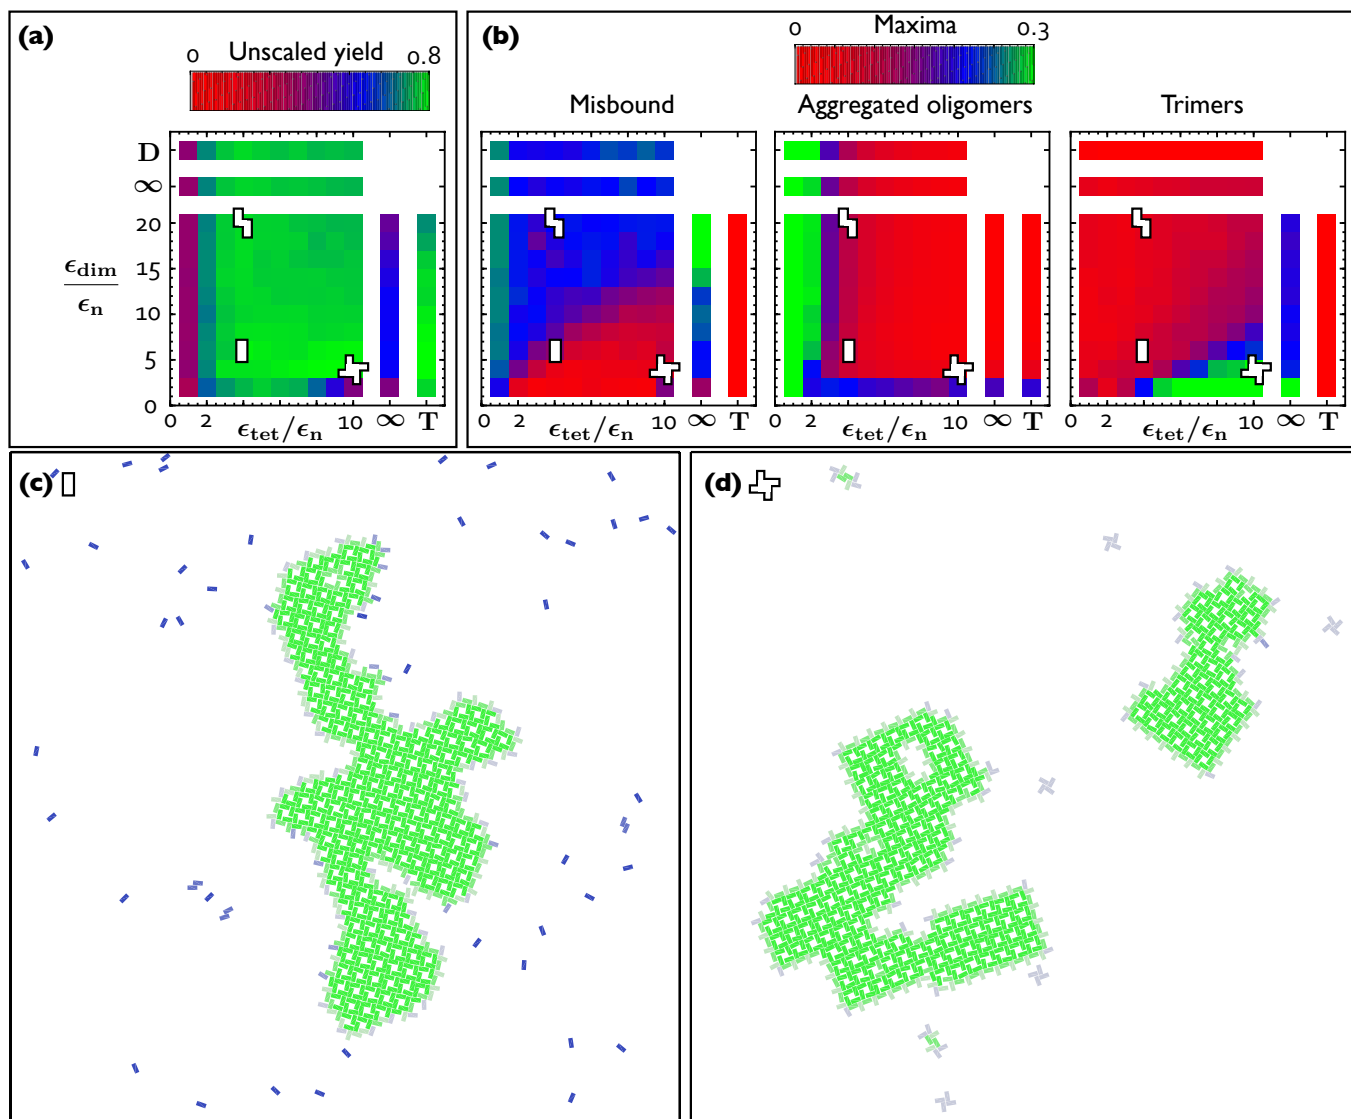 (a)
Unscaled yield
0 0.8
(b)
Maxima
0 0.3
Misbound
Aggregated oligomers
Trimers
D
∞
20
15
10
5
0
ϵdim/ϵn
0 2 ϵtet/ϵn 10 ∞ T
0 2 ϵtet/ϵn 10 ∞ T
0 2 ϵtet/ϵn 10 ∞ T
0 2 ϵtet/ϵn 10 ∞ T
(c)
(d)